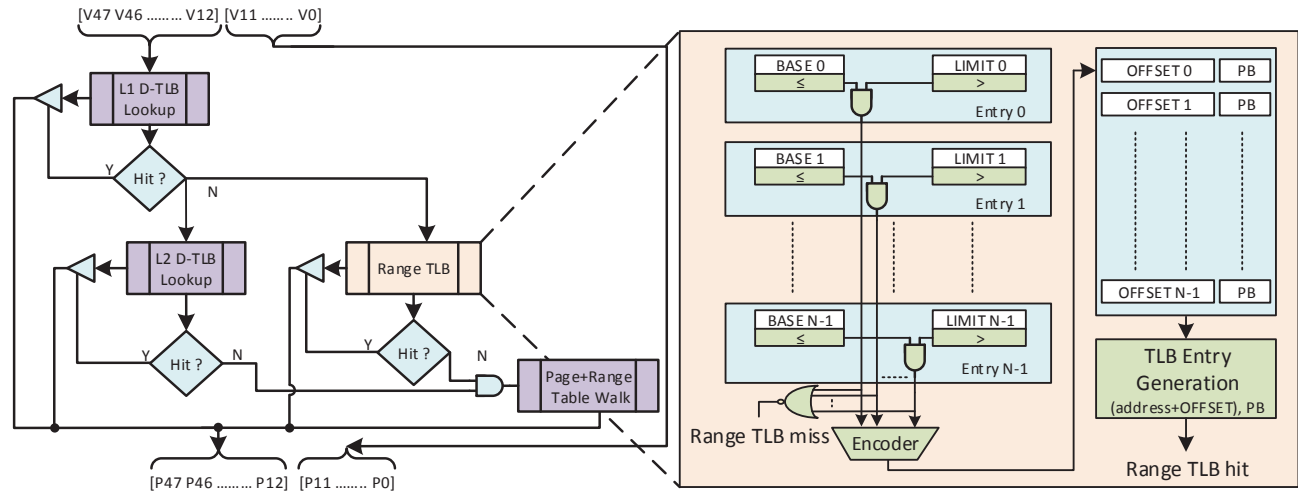 [V47 V46 ......... V12]
[V11 ........ V0]
L1 D-TLB
Lookup
Hit ?
Y
N
L2 D-TLB
Lookup
Hit ?
Y
N
Range TLB
Hit ?
Y
N
Page+Range
Table Walk
[P47 P46 ......... P12]
[P11 ........ P0]
BASE 0
≤
LIMIT 0
>
Entry 0
BASE 1
≤
LIMIT 1
>
Entry 1
BASE N-1
≤
LIMIT N-1
>
Entry N-1
Range TLB miss
Encoder
OFFSET 0
PB
OFFSET 1
PB
OFFSET N-1
PB
TLB Entry
Generation
(address+OFFSET), PB
Range TLB hit